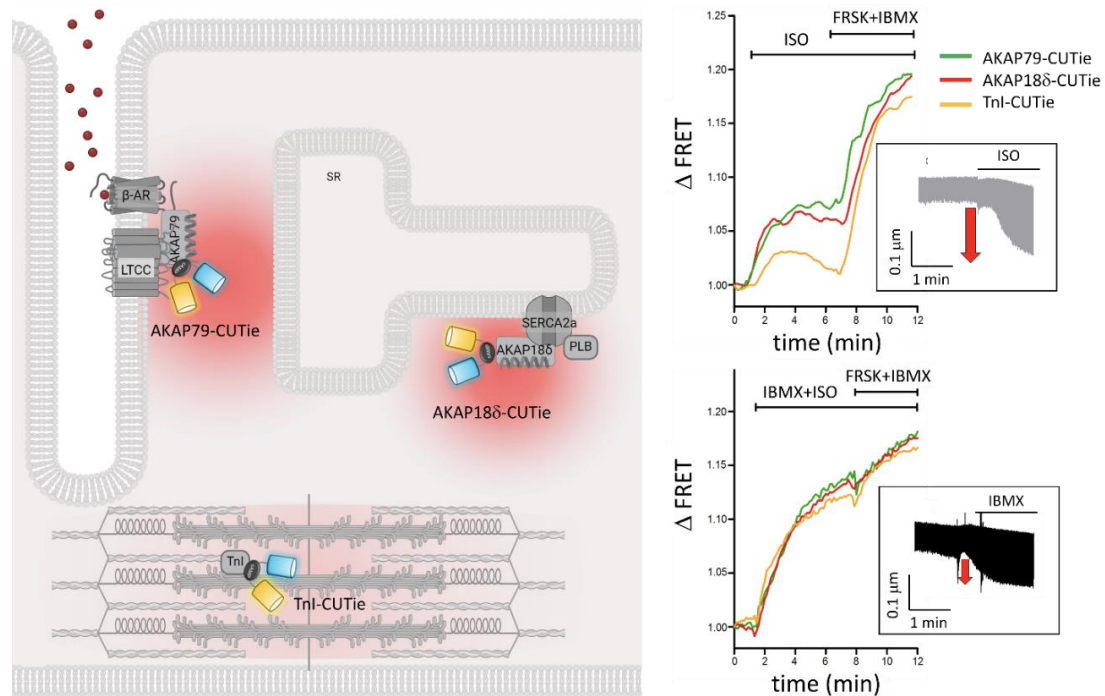 SR
β-AR
AKAP79
LTCC
AKAP79-CUTie
SERCA2a
AKAP18δ
PLB
AKAP18δ-CUTie
TnI
TnI-CUTie
FRSK+IBMX
ISO
AKAP79-CUTie
AKAP18δ-CUTie
TnI-CUTie
1.20
1.15
1.10
1.05
1.00
Δ FRET
0 2 4 6 8 10 12
time (min)
ISO
0.1 μm
1 min
FRSK+IBMX
IBMX+ISO
1.20
1.15
1.10
1.05
1.00
Δ FRET
0 2 4 6 8 10 12
time (min)
IBMX
0.1 μm
1 min